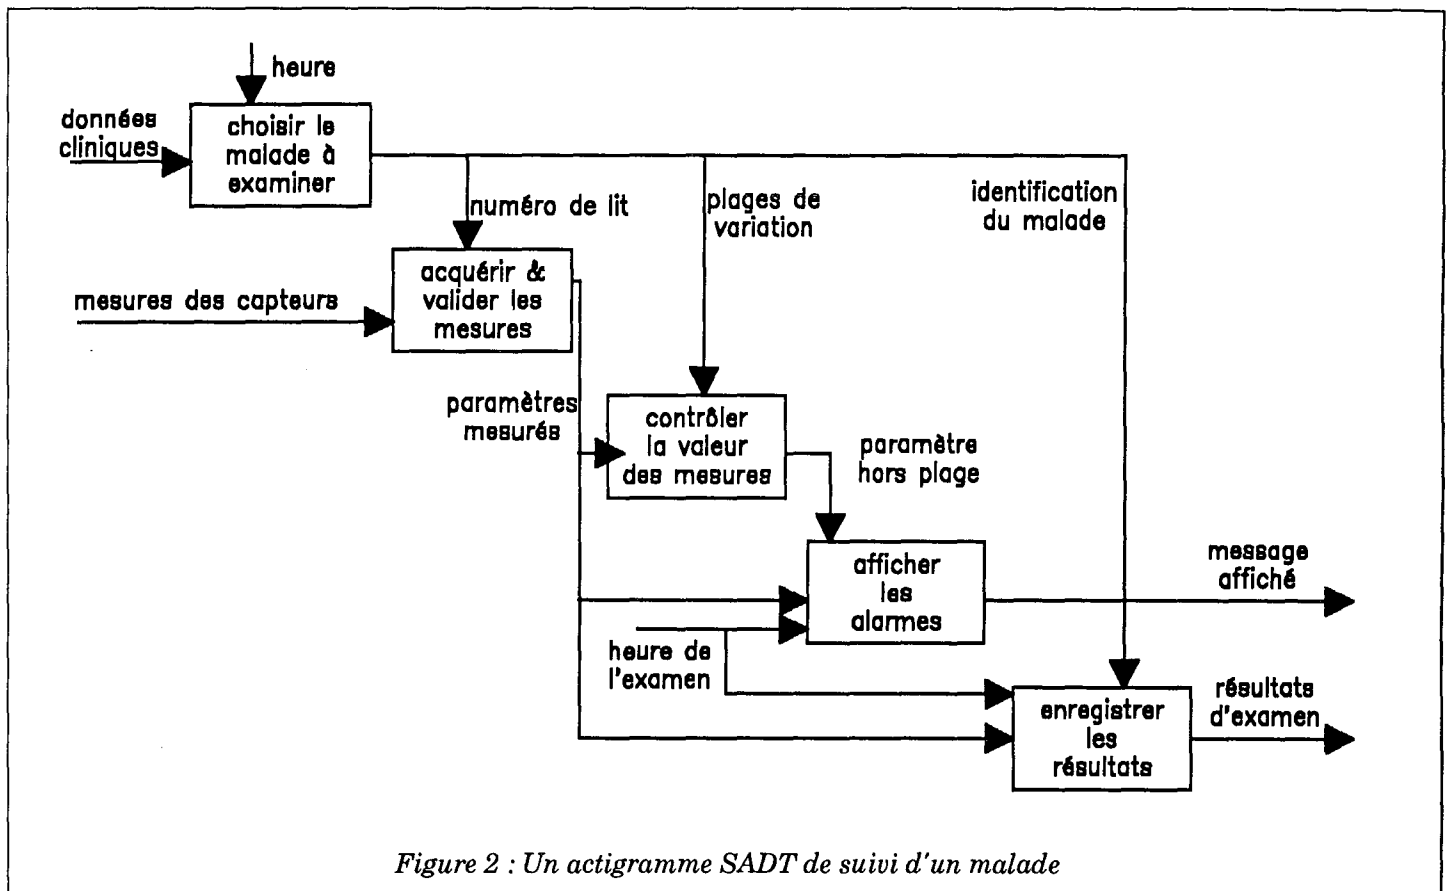 heure
données
cliniques
choisir le
malade à
examiner
numéro de lit
plages de
variation
identification
du malade
mesures des capteurs
acquérir &
valider les
mesures
paramètres
mesurés
contrôler
la valeur
des mesures
paramètre
hors plage
afficher
les
alarmes
message
affiché
heure de
l'examen
enregistrer
les
résultats
résultats
d'examen
Figure 2 : Un actigramme SADT de suivi d'un malade